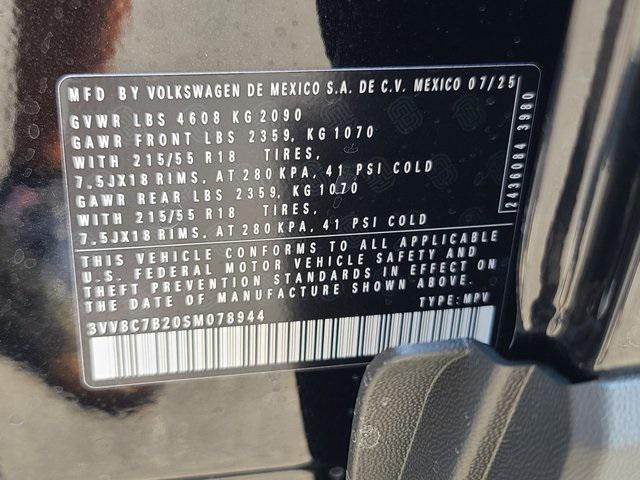 MFD BY VOLKSWAGEN DE MEXICO S.A. DE C.V. MEXICO 07/25
GVWR LBS 4608 KG 2090
GAWR FRONT LBS 2359, KG 1070
WITH 215/55 R18 TIRES,
7.5JX18 RIMS, AT 280 KPA, 41 PSI COLD
GAWR REAR LBS 2359, KG 1070
WITH 215/55 R18 TIRES,
7.5JX18 RIMS, AT 280 KPA, 41 PSI COLD
THIS VEHICLE CONFORMS TO ALL APPLICABLE
U.S. FEDERAL MOTOR VEHICLE SAFETY AND
THEFT PREVENTION STANDARDS IN EFFECT ON
THE DATE OF MANUFACTURE SHOWN ABOVE.
3VV8C7B20SM078944 TYPE: MPV
2436084 3980